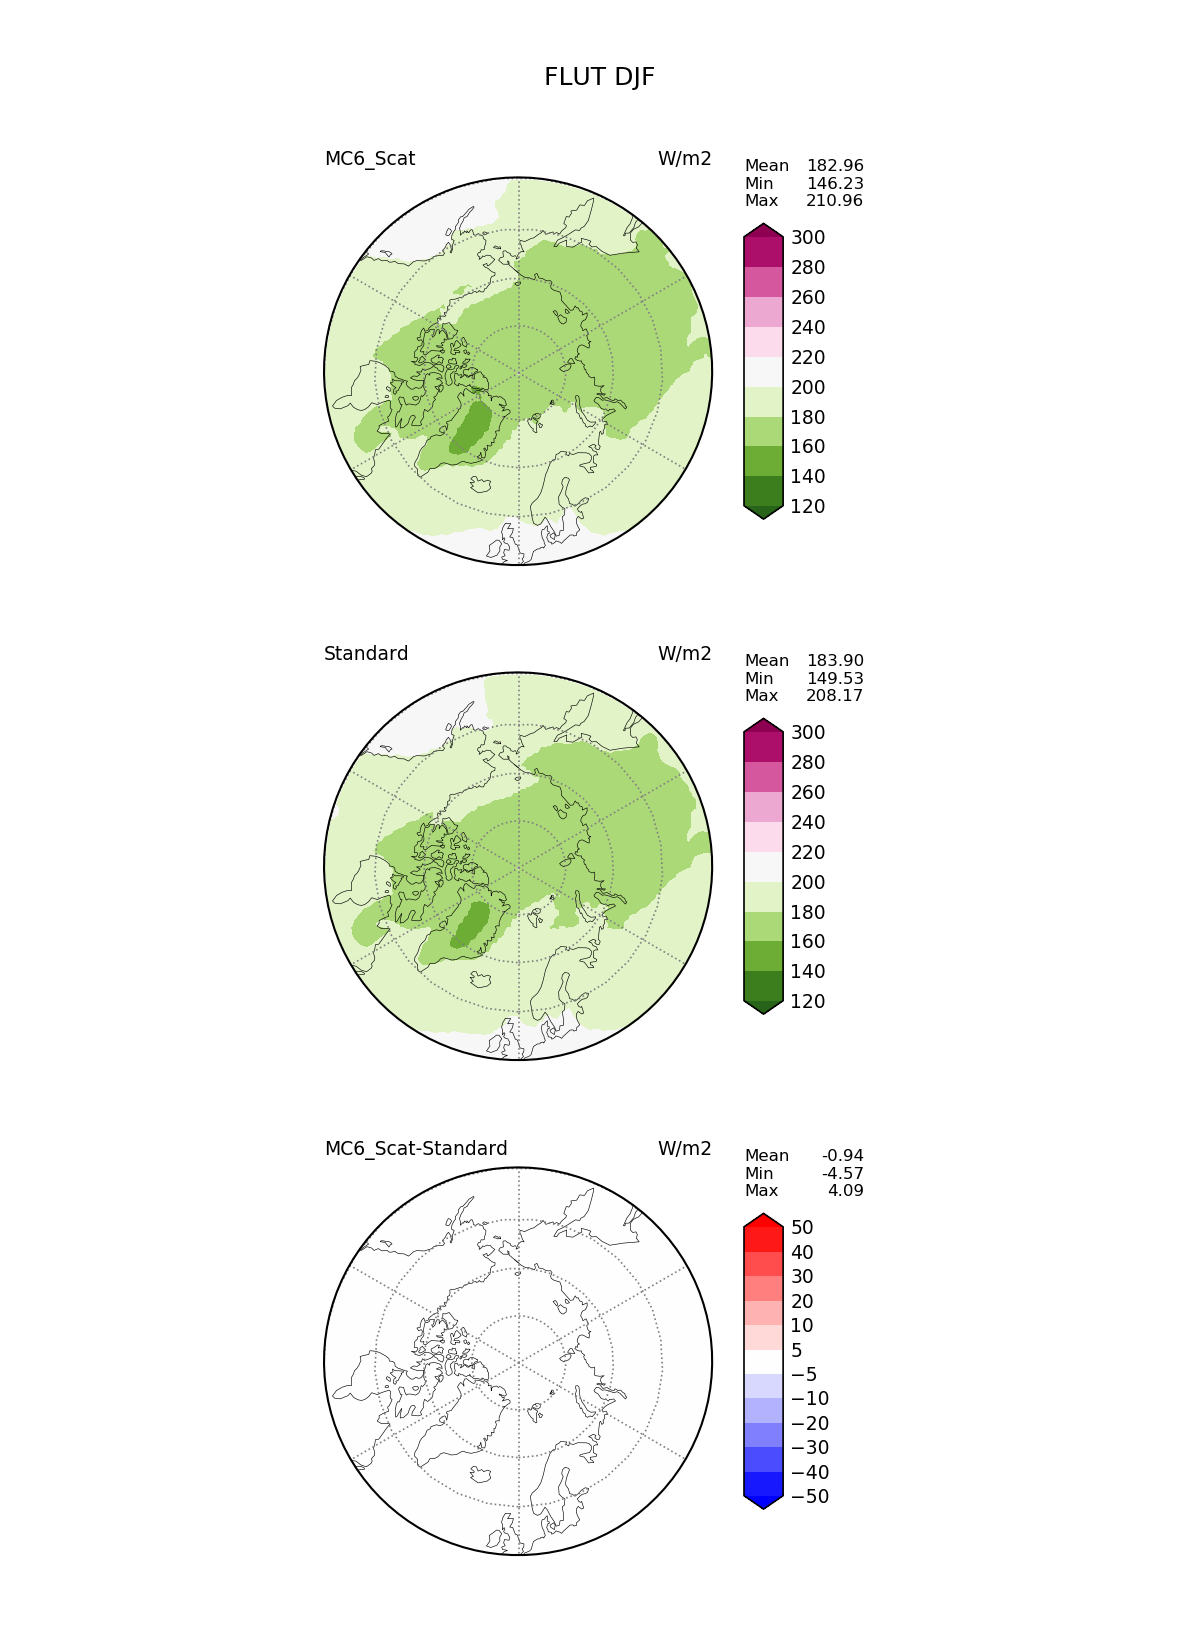 FLUT DJF
MC6_Scat W/m2
Mean 182.96
Min 146.23
Max 210.96
300
280
260
240
220
200
180
160
140
120
Standard W/m2
Mean 183.90
Min 149.53
Max 208.17
300
280
260
240
220
200
180
160
140
120
MC6_Scat-Standard W/m2
Mean -0.94
Min -4.57
Max 4.09
50
40
30
20
10
5
−5
−10
−20
−30
−40
−50